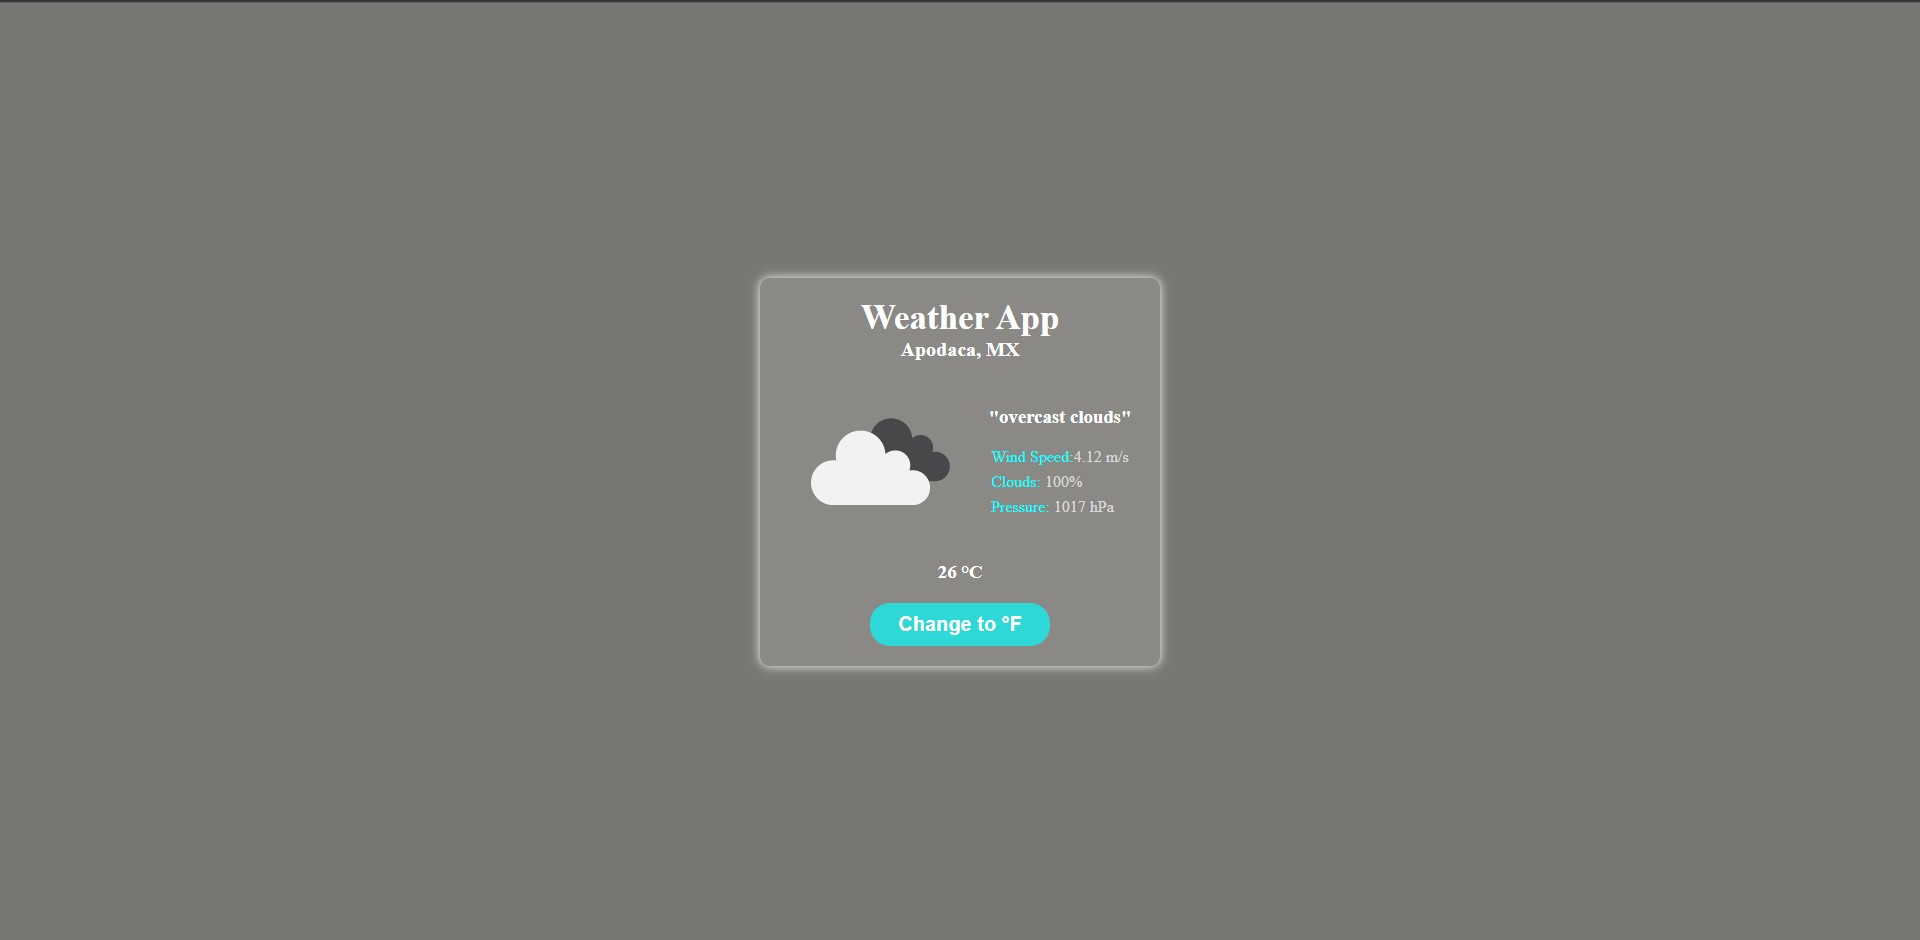 Weather App
Apodaca, MX
"overcast clouds"
Wind Speed:4.12 m/s
Clouds: 100%
Pressure: 1017 hPa
26 °C
Change to °F